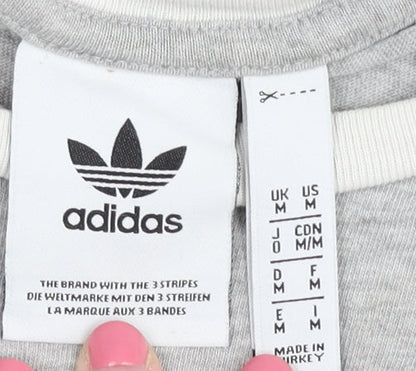 adidas
THE BRAND WITH THE 3 STRIPES
DIE WELTMARKE MIT DEN 3 STREIFEN
LA MARQUE AUX 3 BANDES
UK US
M M
J CDN
O M/M
D F
M M
E I
M M
MADE IN
TURKEY